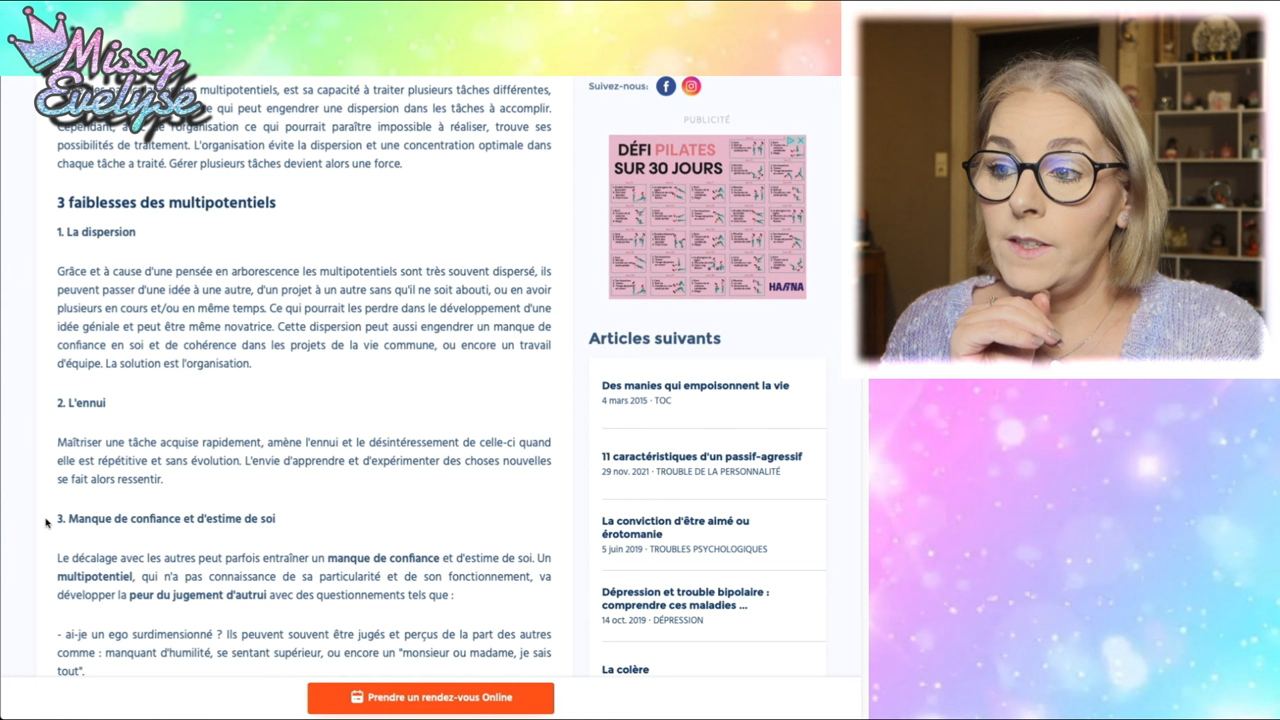 Missy
Evelyse
multipotentiels, est sa capacité à traiter plusieurs tâches différentes,
ce qui peut engendrer une dispersion dans les tâches à accomplir.
Cependant, l'organisation ce qui pourrait paraître impossible à réaliser, trouve ses
possibilités de traitement. L'organisation évite la dispersion et une concentration optimale dans
chaque tâche a traité. Gérer plusieurs tâches devient alors une force.
3 faiblesses des multipotentiels
1. La dispersion
Grâce et à cause d'une pensée en arborescence les multipotentiels sont très souvent dispersé, ils
peuvent passer d'une idée à une autre, d'un projet à un autre sans qu'il ne soit abouti, ou en avoir
plusieurs en cours et/ou en même temps. Ce qui pourrait les perdre dans le développement d'une
idée géniale et peut être même novatrice. Cette dispersion peut aussi engendrer un manque de
confiance en soi et de cohérence dans les projets de la vie commune, ou encore un travail
d'équipe. La solution est l'organisation.
2. L'ennui
Maîtriser une tâche acquise rapidement, amène l'ennui et le désintéressement de celle-ci quand
elle est répétitive et sans évolution. L'envie d'apprendre et d'expérimenter des choses nouvelles
se fait alors ressentir.
3. Manque de confiance et d'estime de soi
Le décalage avec les autres peut parfois entraîner un manque de confiance et d'estime de soi. Un
multipotentiel, qui n'a pas connaissance de sa particularité et de son fonctionnement, va
développer la peur du jugement d'autrui avec des questionnements tels que :
- ai-je un ego surdimensionné ? Ils peuvent souvent être jugés et perçus de la part des autres
comme : manquant d'humilité, se sentant supérieur, ou encore un "monsieur ou madame, je sais
tout".
Prendre un rendez-vous Online
Suivez-nous:
PUBLICITÉ
DÉFI PILATES
SUR 30 JOURS
HARNA
Articles suivants
Des manies qui empoisonnent la vie
4 mars 2015 · TOC
11 caractéristiques d'un passif-agressif
29 nov. 2021 · TROUBLE DE LA PERSONNALITÉ
La conviction d'être aimé ou
érotomanie
5 juin 2019 · TROUBLES PSYCHOLOGIQUES
Dépression et trouble bipolaire :
comprendre ces maladies ...
14 oct. 2019 · DÉPRESSION
La colère